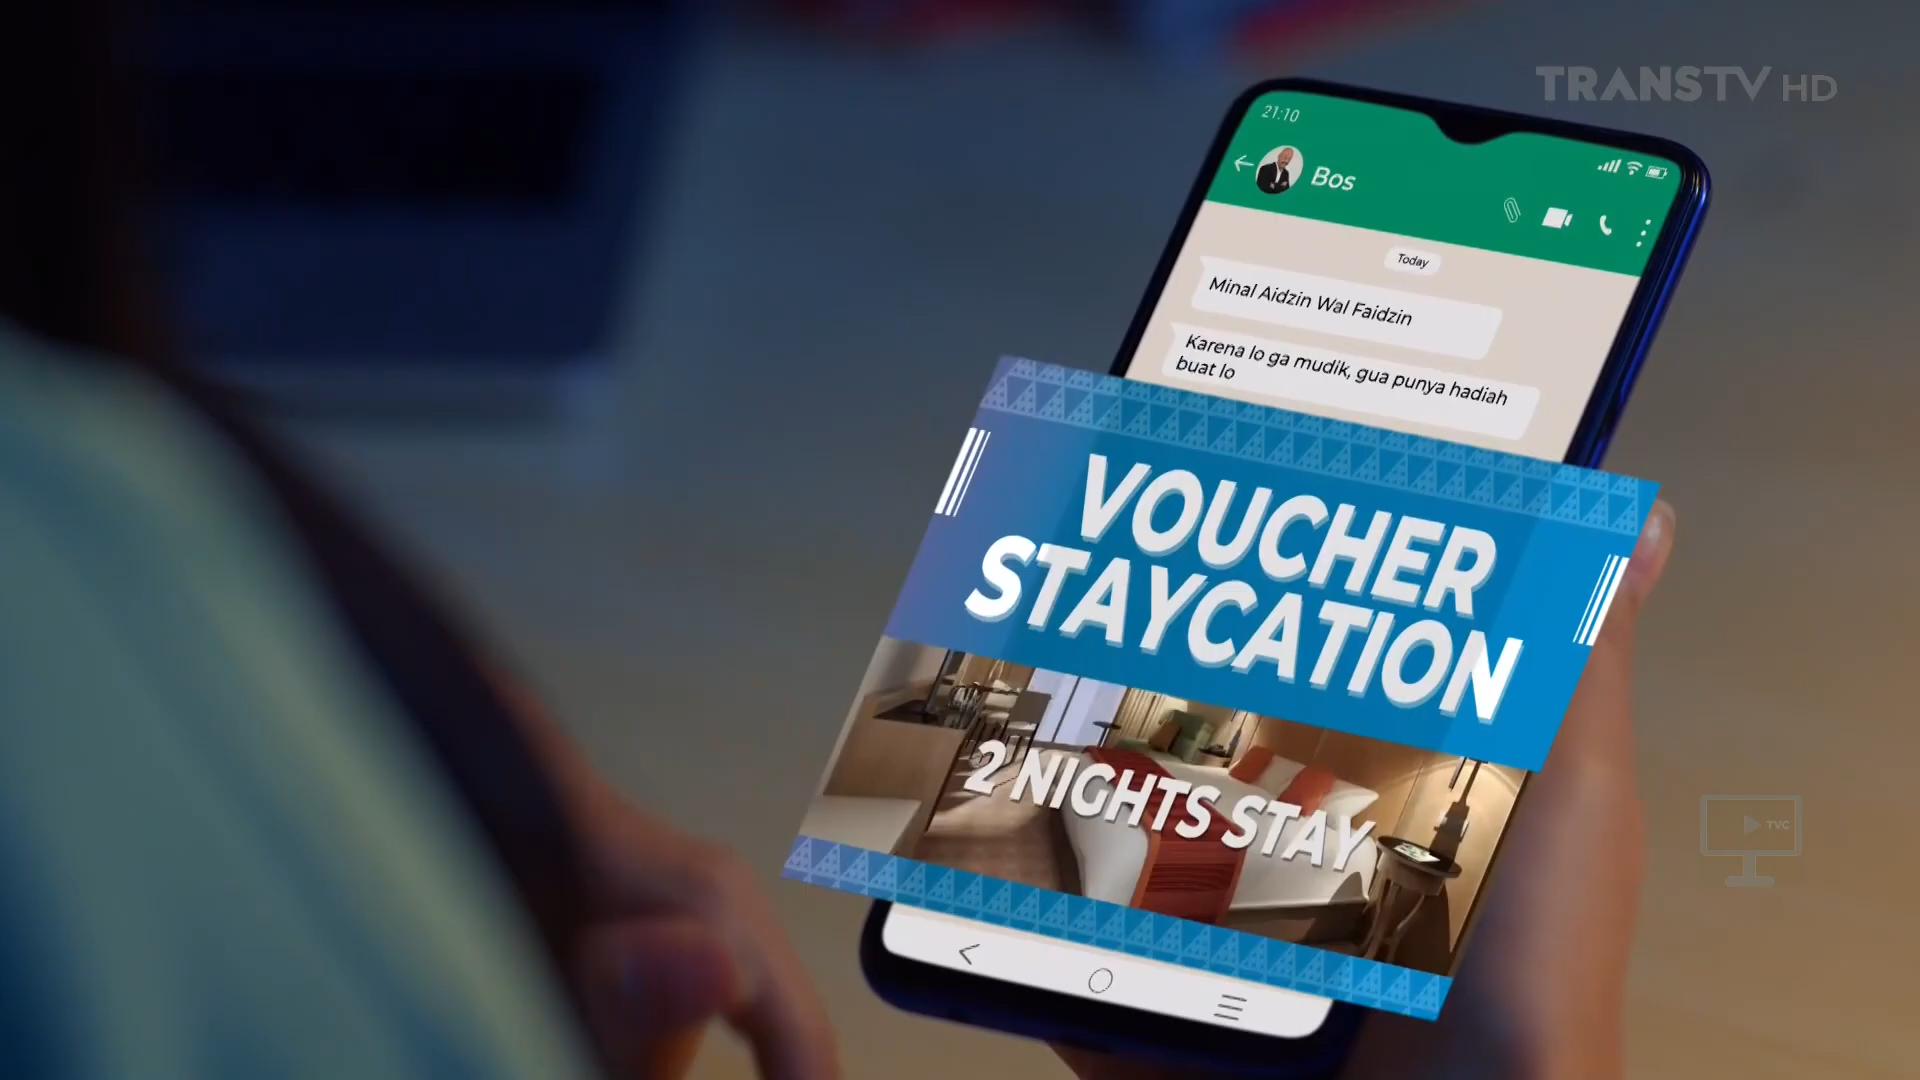 TRANSTV HD
21:10
Bos
Today
Minal Aidzin Wal Faidzin
Karena lo ga mudik, gua punya hadiah
buat lo
VOUCHER
STAYCATION
2 NIGHTS STAY
TVC